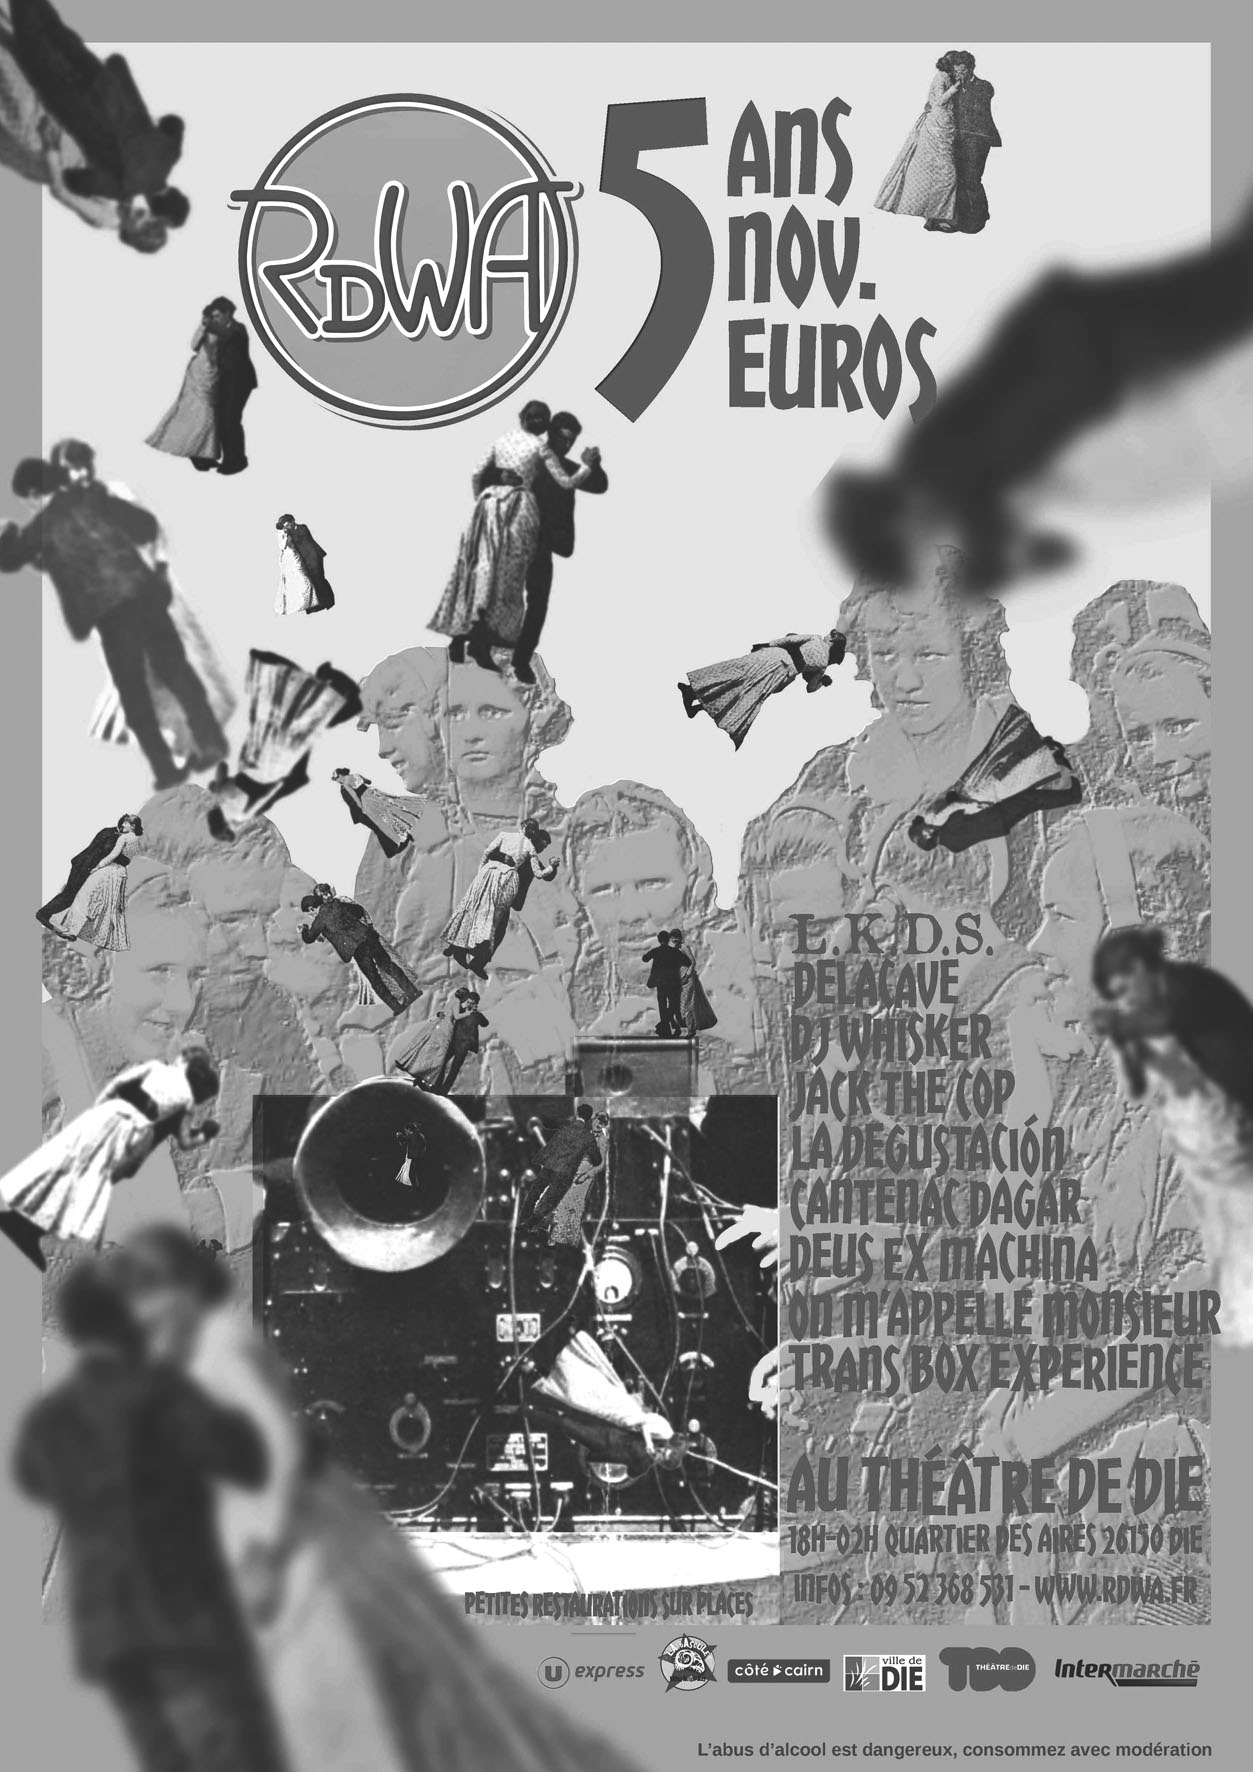 RDWA
5 ANS
NOV.
EUROS
L.K.D.S.
DELACAVE
DJ WHISKER
JACK THE COP
LA DEGUSTACIÓN
CANTENAC DAGAR
DEUS EX MACHINA
ON M'APPELLE MONSIEUR
TRANS BOX EXPERIENCE
AU THÉÂTRE DE DIE
18H-02H QUARTIER DES AIRES 26150 DIE
INFOS : 09 52 368 531 - WWW.RDWA.FR
PETITES RESTAURATIONS SUR PLACES
U express
côté cairn
ville de
DIE
THÉÂTRE DE DIE
Intermarché
L'abus d'alcool est dangereux, consommez avec modération